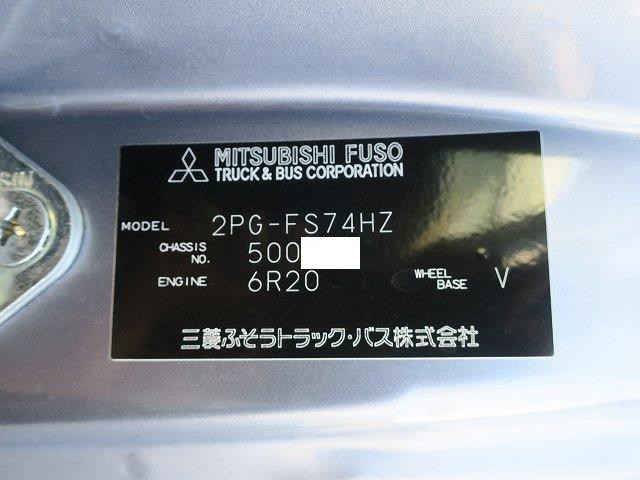 SIN
MITSUBISHI FUSO
TRUCK & BUS CORPORATION
MODEL 2PG-FS74HZ
CHASSIS NO. 500
ENGINE 6R20 WHEEL BASE V
三菱ふそうトラック・バス株式会社